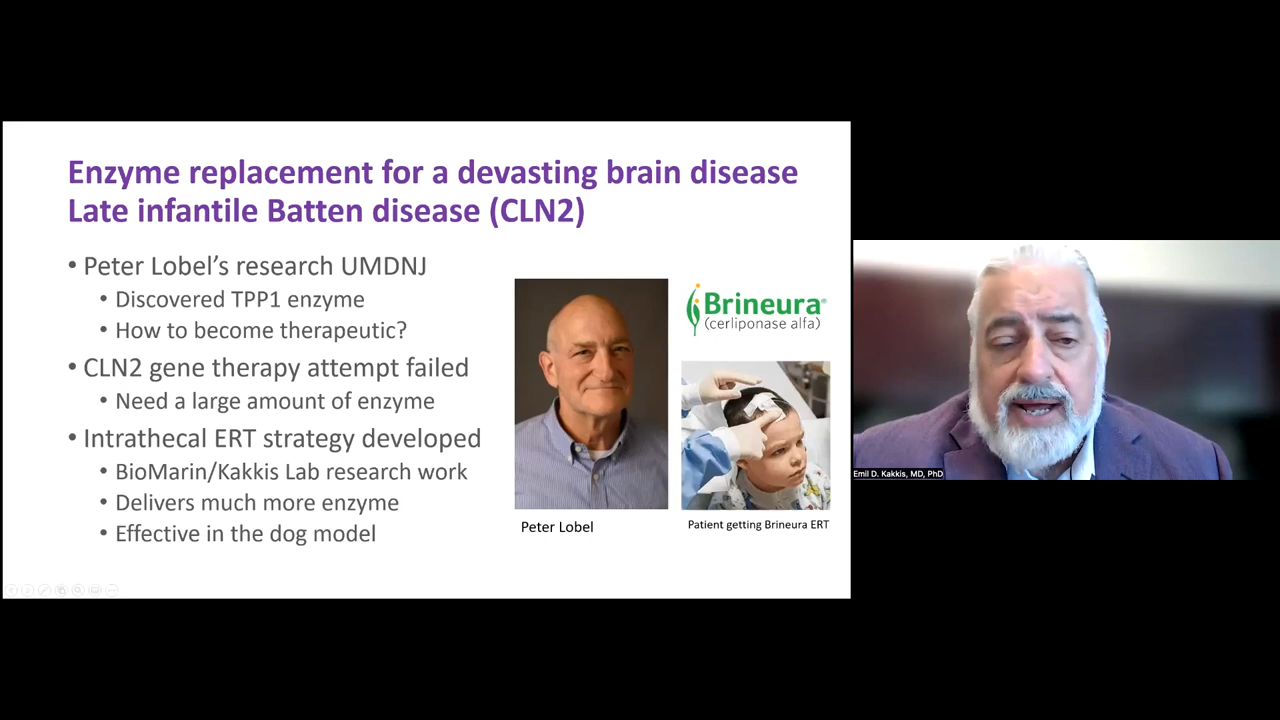 Enzyme replacement for a devasting brain disease
Late infantile Batten disease (CLN2)
• Peter Lobel’s research UMDNJ
• Discovered TPP1 enzyme
• How to become therapeutic?
• CLN2 gene therapy attempt failed
• Need a large amount of enzyme
• Intrathecal ERT strategy developed
• BioMarin/Kakkis Lab research work
• Delivers much more enzyme
• Effective in the dog model
Brineura®
(cerliponase alfa)
Peter Lobel
Patient getting Brineura ERT
Emil D. Kakkis, MD, PhD